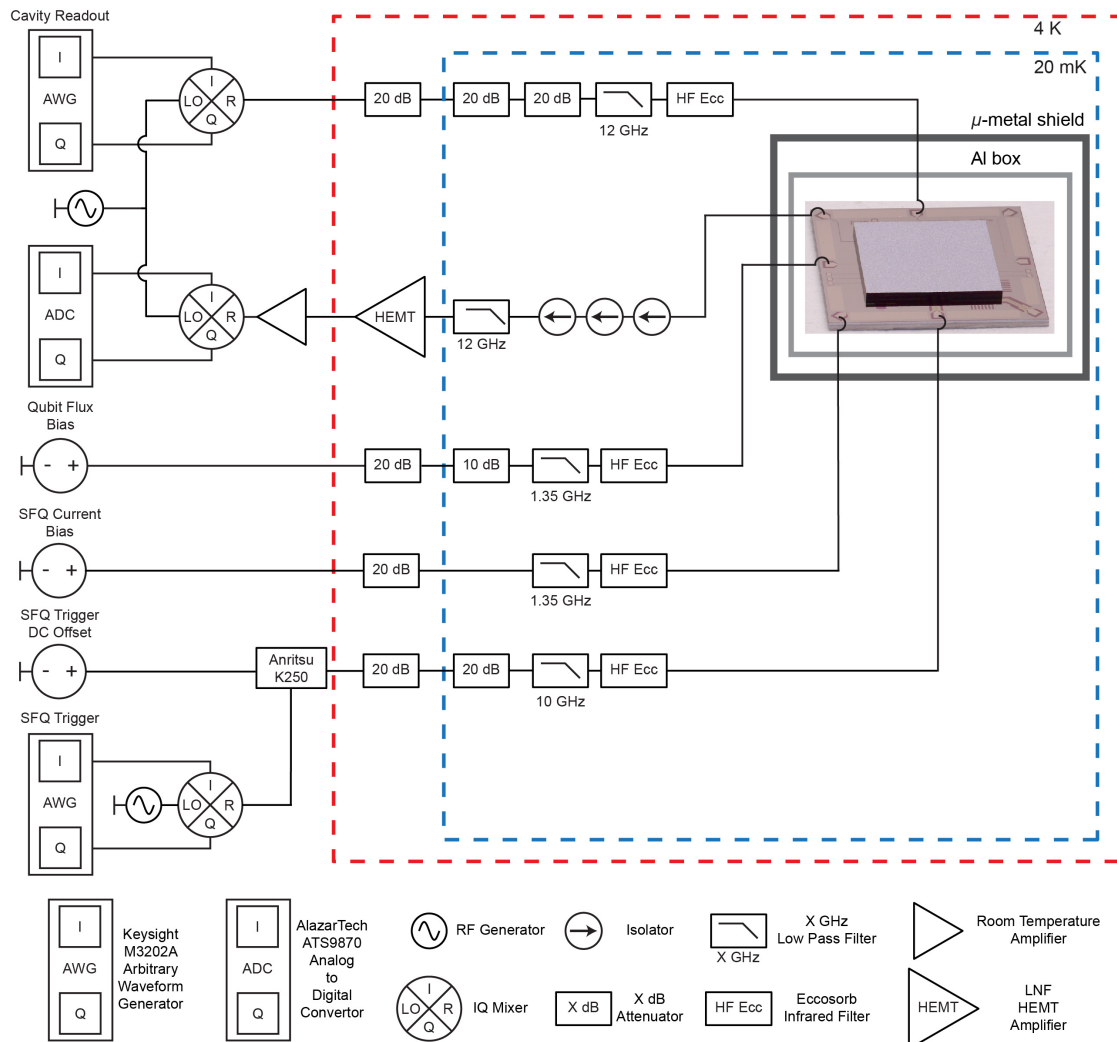 Cavity Readout
I
AWG
Q
I
LO R
Q
20 dB
20 dB
20 dB
12 GHz
HF Ecc
4 K
20 mK
μ-metal shield
Al box
I
ADC
Q
I
LO R
Q
HEMT
12 GHz
Qubit Flux
Bias
- +
20 dB
10 dB
1.35 GHz
HF Ecc
SFQ Current
Bias
- +
20 dB
1.35 GHz
HF Ecc
SFQ Trigger
DC Offset
- +
Anritsu
K250
20 dB
20 dB
10 GHz
HF Ecc
SFQ Trigger
I
AWG
Q
I
LO R
Q
I
AWG
Q
Keysight
M3202A
Arbitrary
Waveform
Generator
I
ADC
Q
AlazarTech
ATS9870
Analog
to
Digital
Convertor
RF Generator
Isolator
X GHz
X GHz
Low Pass Filter
Room Temperature
Amplifier
I
LO R
Q
IQ Mixer
X dB
X dB
Attenuator
HF Ecc
Eccosorb
Infrared Filter
HEMT
LNF
HEMT
Amplifier